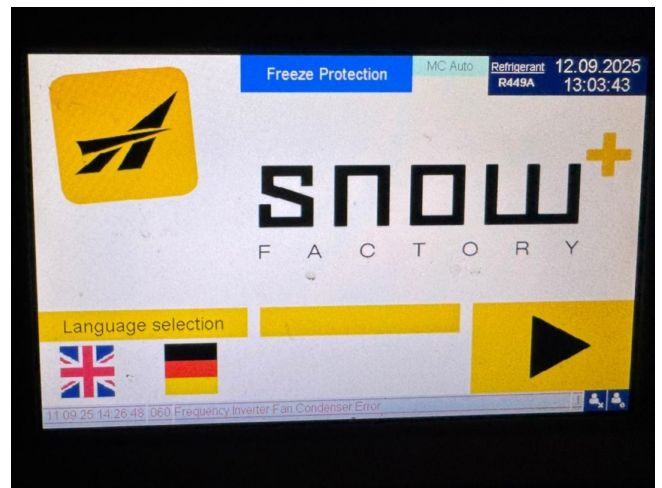 Freeze Protection
MC Auto
Refrigerant
R449A
12.09.2025
13:03:43
snow+
FACTORY
Language selection
11.09.25 14:26:48 060 Frequency Inverter Fan Condenser Error 1